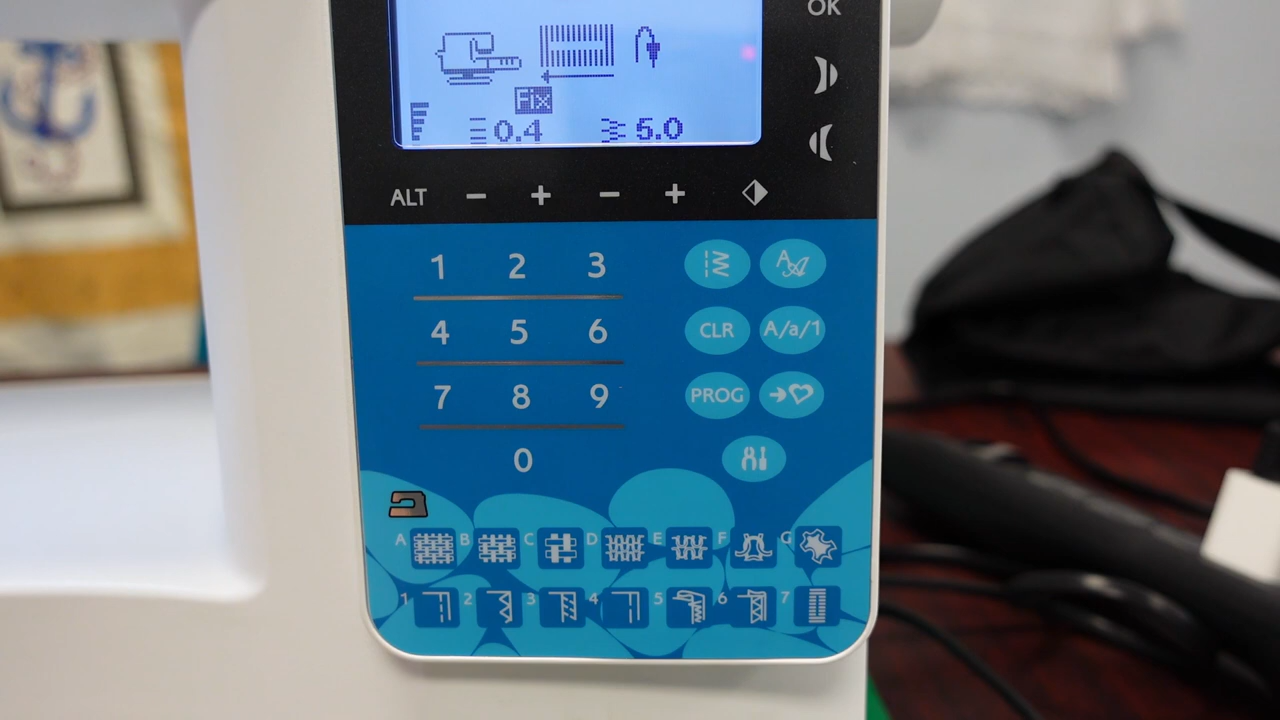 OK
Fix
0.4 5.0
ALT − + − +
1 2 3
A
4 5 6
CLR A/a/1
7 8 9
PROG
0
A B C D E F G
1 2 3 4 5 6 7